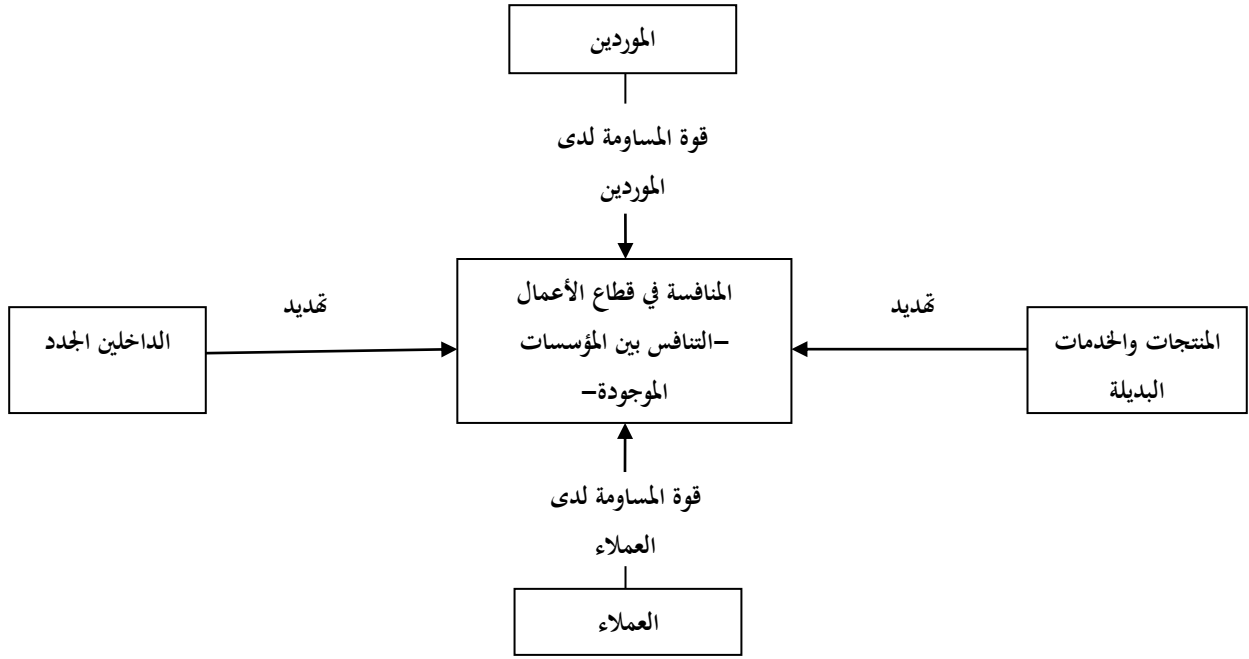 الموردين
قوة المساومة لدى
الموردين
المنافسة في قطاع الأعمال
–التنافس بين المؤسسات
الموجودة–
تهديد
المنتجات والخدمات
البديلة
تهديد
الداخلين الجدد
قوة المساومة لدى
العملاء
العملاء